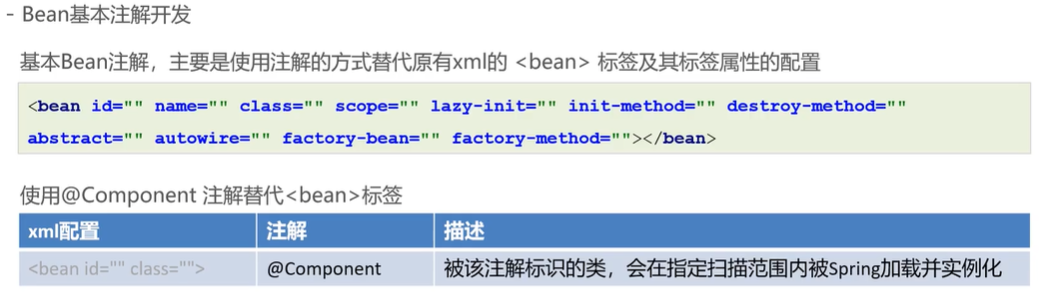 - Bean基本注解开发
基本Bean注解，主要是使用注解的方式替代原有xml的 <bean> 标签及其标签属性的配置
<bean id="" name="" class="" scope="" lazy-init="" init-method="" destroy-method=""
abstract="" autowire="" factory-bean="" factory-method=""></bean>
使用@Component 注解替代<bean>标签
xml配置 注解 描述
<bean id="" class=""> @Component 被该注解标识的类，会在指定扫描范围内被Spring加载并实例化